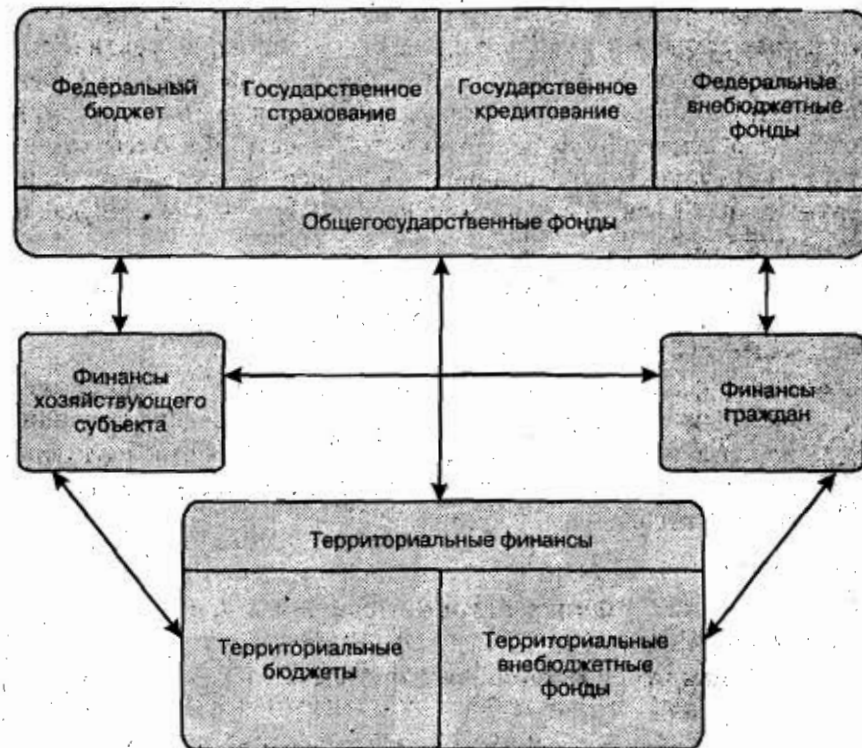 Федеральный
бюджет
Государственное
страхование
Государственное
кредитование
Федеральные
внебюджетные
фонды
Общегосударственные фонды
Финансы
хозяйствующего
субъекта
Финансы
граждан
Территориальные финансы
Территориальные
бюджеты
Территориальные
внебюджетные
фонды